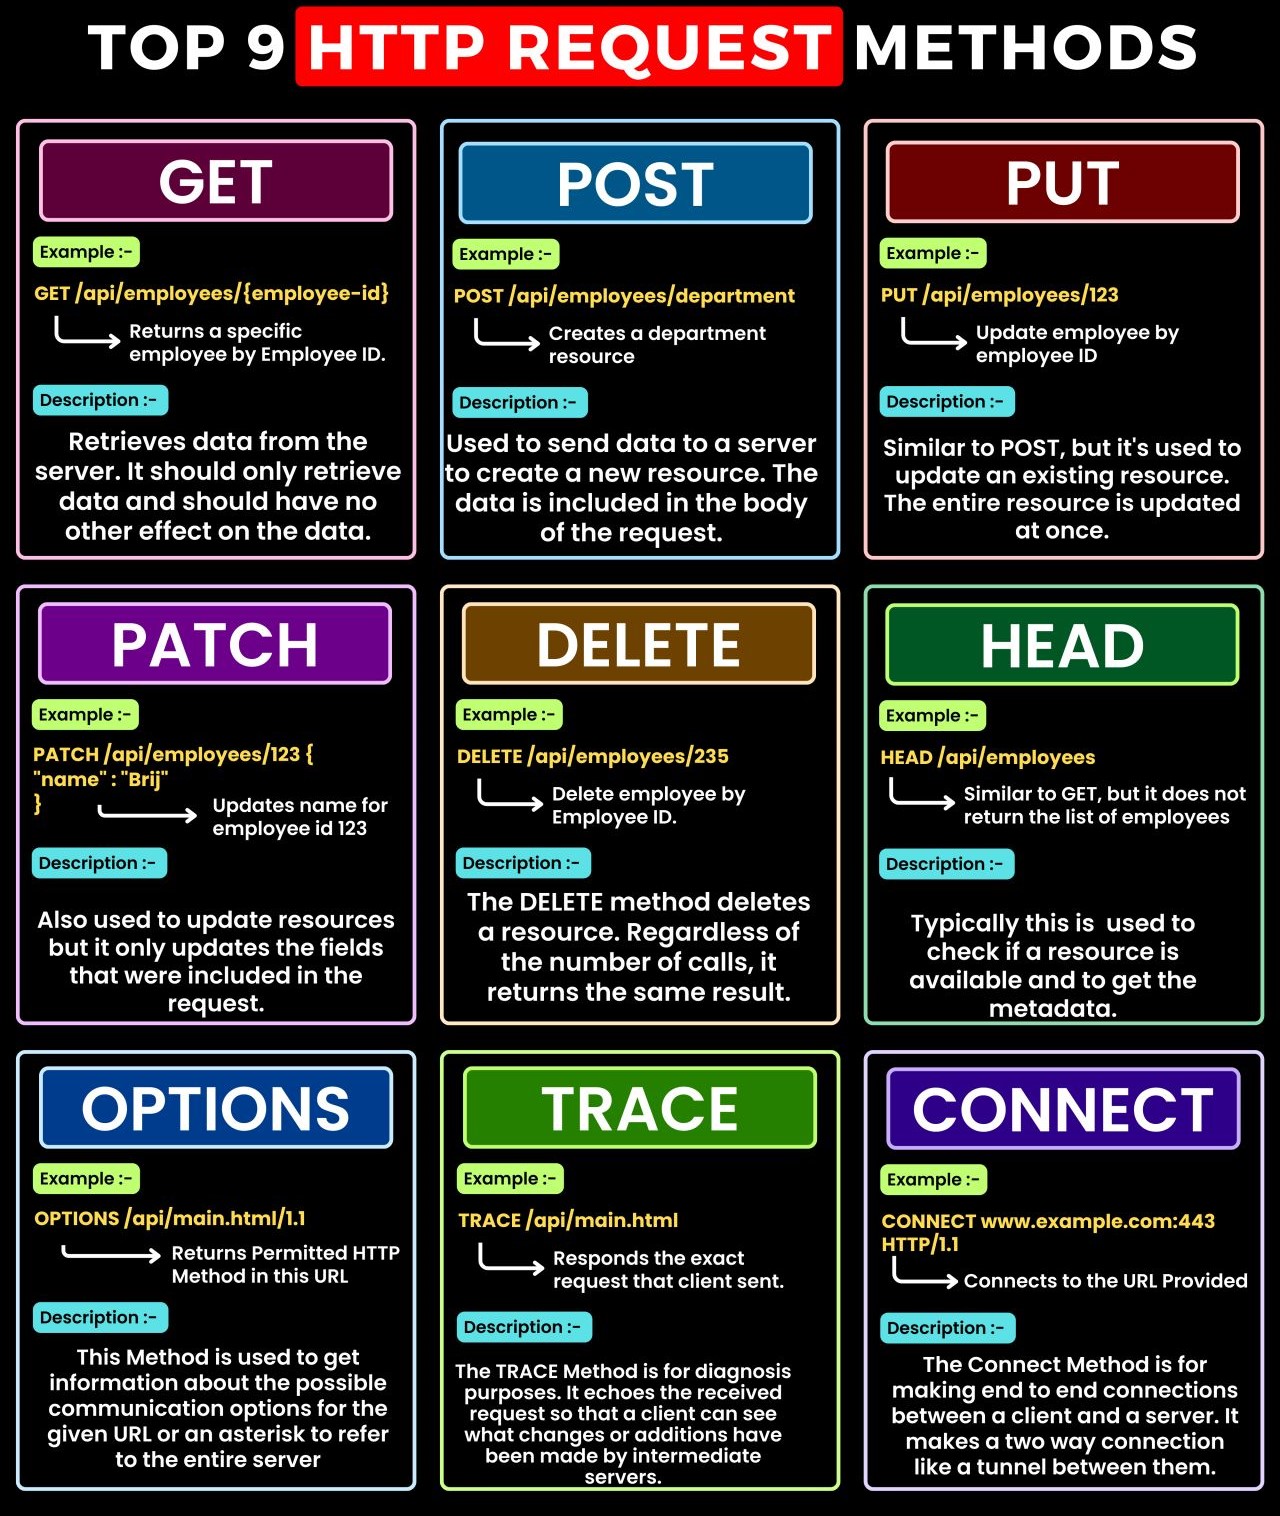 TOP 9 HTTP REQUEST METHODS
GET
Example :-
GET /api/employees/{employee-id}
Returns a specific
employee by Employee ID.
Description :-
Retrieves data from the
server. It should only retrieve
data and should have no
other effect on the data.
POST
Example :-
POST /api/employees/department
Creates a department
resource
Description :-
Used to send data to a server
to create a new resource. The
data is included in the body
of the request.
PUT
Example :-
PUT /api/employees/123
Update employee by
employee ID
Description :-
Similar to POST, but it's used to
update an existing resource.
The entire resource is updated
at once.
PATCH
Example :-
PATCH /api/employees/123 {
"name" : "Brij"
}
Updates name for
employee id 123
Description :-
Also used to update resources
but it only updates the fields
that were included in the
request.
DELETE
Example :-
DELETE /api/employees/235
Delete employee by
Employee ID.
Description :-
The DELETE method deletes
a resource. Regardless of
the number of calls, it
returns the same result.
HEAD
Example :-
HEAD /api/employees
Similar to GET, but it does not
return the list of employees
Description :-
Typically this is  used to
check if a resource is
available and to get the
metadata.
OPTIONS
Example :-
OPTIONS /api/main.html/1.1
Returns Permitted HTTP
Method in this URL
Description :-
This Method is used to get
information about the possible
communication options for the
given URL or an asterisk to refer
to the entire server
TRACE
Example :-
TRACE /api/main.html
Responds the exact
request that client sent.
Description :-
The TRACE Method is for diagnosis
purposes. It echoes the received
request so that a client can see
what changes or additions have
been made by intermediate
servers.
CONNECT
Example :-
CONNECT www.example.com:443
HTTP/1.1
Connects to the URL Provided
Description :-
The Connect Method is for
making end to end connections
between a client and a server. It
makes a two way connection
like a tunnel between them.